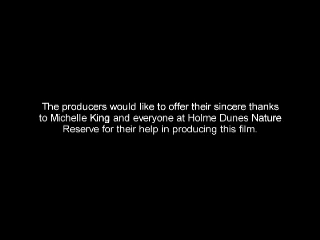 The producers would like to offer their sincere thanks
to Michelle King and everyone at Holme Dunes Nature
Reserve for their help in producing this film.